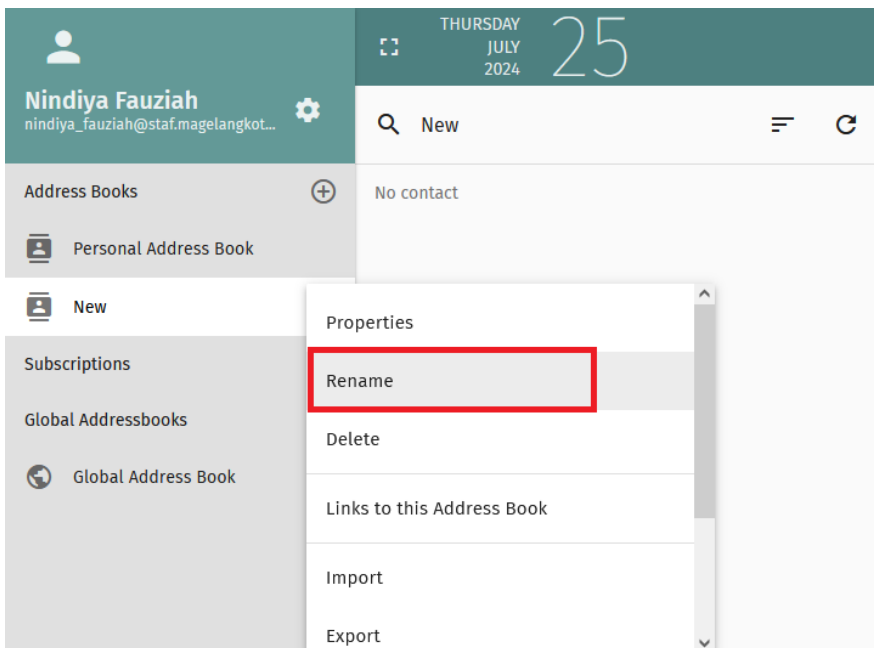 THURSDAY
JULY
2024
25
Nindiya Fauziah
nindiya_fauziah@staf.magelangkot...
New
Address Books
No contact
Personal Address Book
New
Properties
Subscriptions
Rename
Global Addressbooks
Delete
Global Address Book
Links to this Address Book
Import
Export